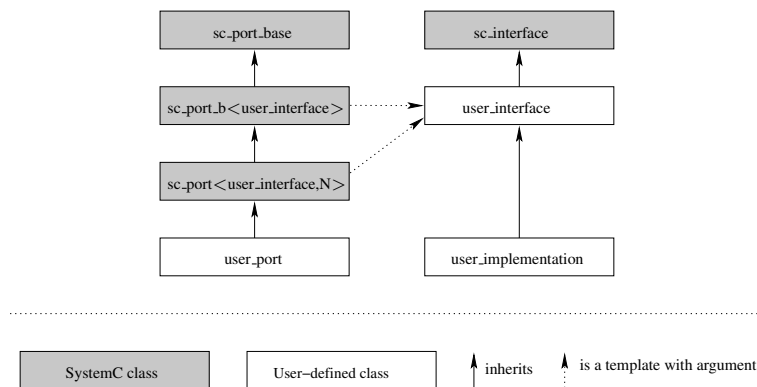 sc_port_base sc_interface
sc_port_b<user_interface> user_interface
sc_port<user_interface,N>
user_port user_implementation
SystemC class User–defined class inherits is a template with argument